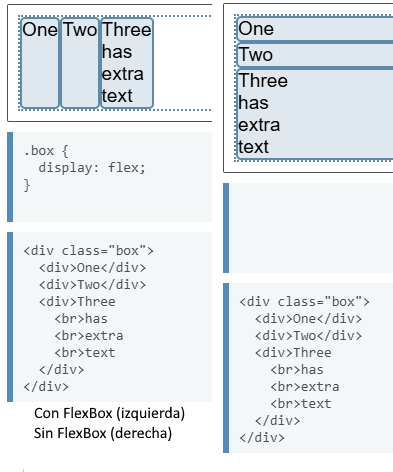 One Two Three
has
extra
text
.box {
  display: flex;
}
<div class="box">
  <div>One</div>
  <div>Two</div>
  <div>Three
    <br>has
    <br>extra
    <br>text
  </div>
</div>
Con FlexBox (izquierda)
Sin FlexBox (derecha)
One
Two
Three
has
extra
text
<div class="box">
  <div>One</div>
  <div>Two</div>
  <div>Three
    <br>has
    <br>extra
    <br>text
  </div>
</div>